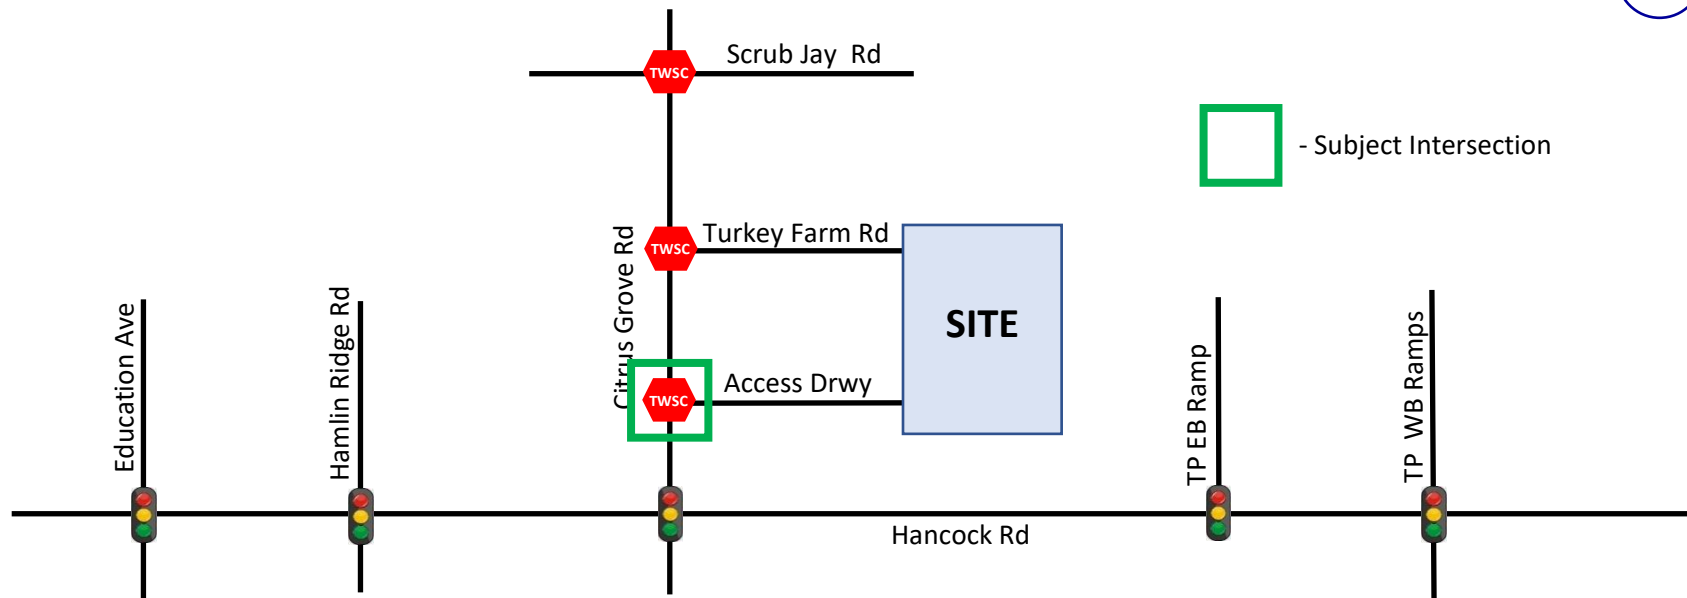 Scrub Jay  Rd
TWSC
- Subject Intersection
Turkey Farm Rd
TWSC
Citrus Grove Rd
SITE
Access Drwy
TWSC
Education Ave
Hamlin Ridge Rd
TP EB Ramp
TP  WB Ramps
Hancock Rd